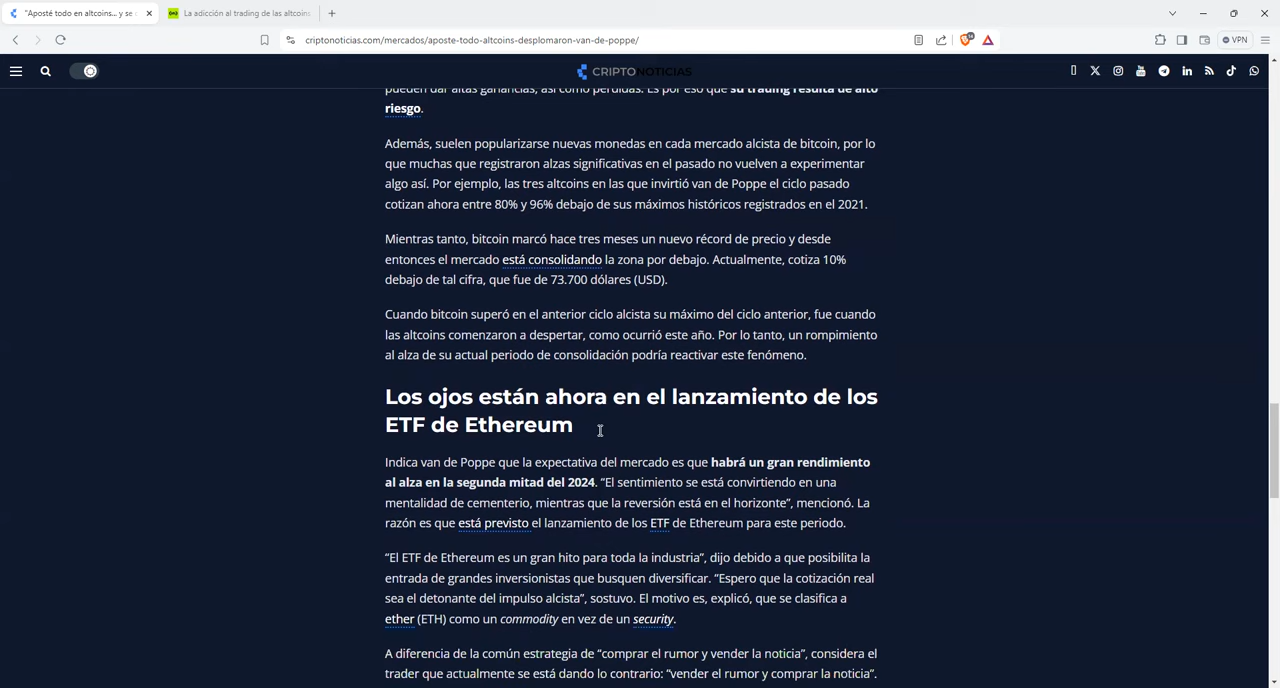 "Aposté todo en altcoins... y se d
La adicción al trading de las altcoins
criptonoticias.com/mercados/aposte-todo-altcoins-desplomaron-van-de-poppe/
VPN
CRIPTONOTICIAS
pueden dar altas ganancias, así como pérdidas. Es por eso que su trading resulta de alto
riesgo.
Además, suelen popularizarse nuevas monedas en cada mercado alcista de bitcoin, por lo
que muchas que registraron alzas significativas en el pasado no vuelven a experimentar
algo así. Por ejemplo, las tres altcoins en las que invirtió van de Poppe el ciclo pasado
cotizan ahora entre 80% y 96% debajo de sus máximos históricos registrados en el 2021.
Mientras tanto, bitcoin marcó hace tres meses un nuevo récord de precio y desde
entonces el mercado está consolidando la zona por debajo. Actualmente, cotiza 10%
debajo de tal cifra, que fue de 73.700 dólares (USD).
Cuando bitcoin superó en el anterior ciclo alcista su máximo del ciclo anterior, fue cuando
las altcoins comenzaron a despertar, como ocurrió este año. Por lo tanto, un rompimiento
al alza de su actual periodo de consolidación podría reactivar este fenómeno.
Los ojos están ahora en el lanzamiento de los
ETF de Ethereum
Indica van de Poppe que la expectativa del mercado es que habrá un gran rendimiento
al alza en la segunda mitad del 2024. “El sentimiento se está convirtiendo en una
mentalidad de cementerio, mientras que la reversión está en el horizonte”, mencionó. La
razón es que está previsto el lanzamiento de los ETF de Ethereum para este periodo.
“El ETF de Ethereum es un gran hito para toda la industria”, dijo debido a que posibilita la
entrada de grandes inversionistas que busquen diversificar. “Espero que la cotización real
sea el detonante del impulso alcista”, sostuvo. El motivo es, explicó, que se clasifica a
ether (ETH) como un commodity en vez de un security.
A diferencia de la común estrategia de “comprar el rumor y vender la noticia”, considera el
trader que actualmente se está dando lo contrario: “vender el rumor y comprar la noticia”.